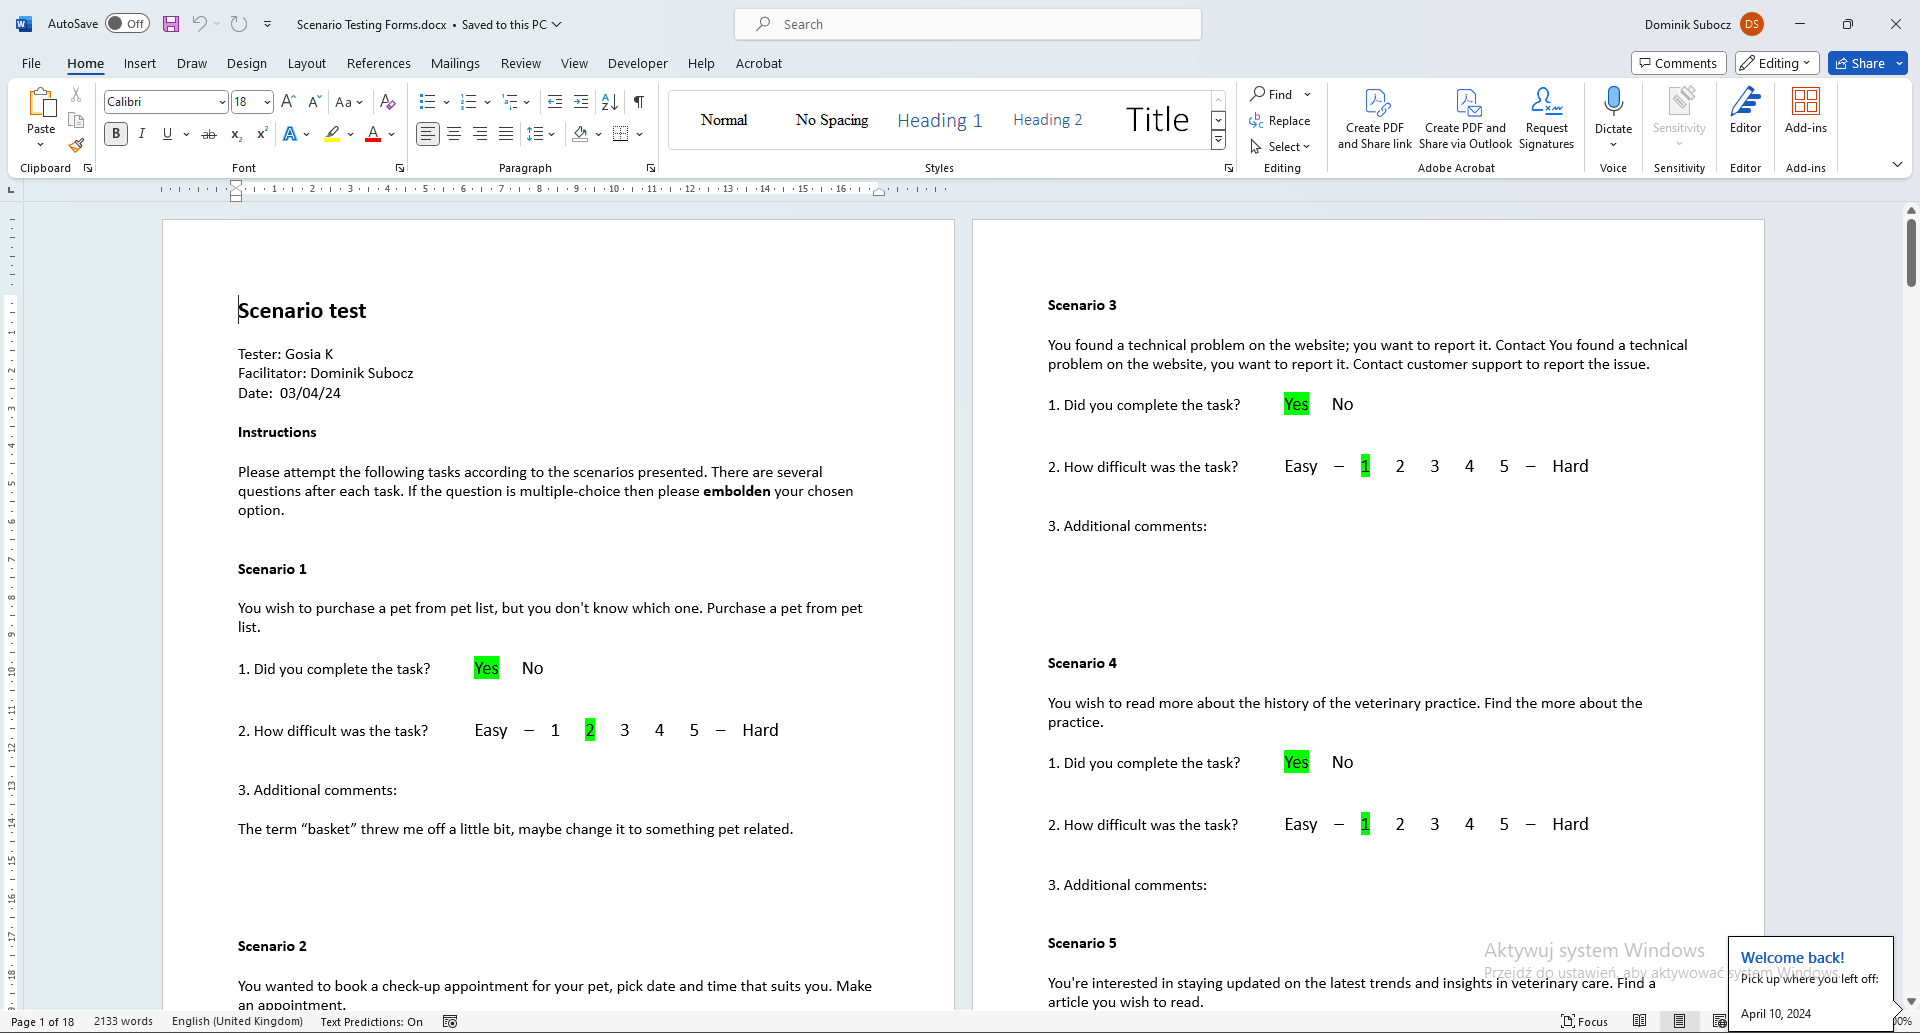 AutoSave Off Scenario Testing Forms.docx • Saved to this PC Search Dominik Subocz DS
File Home Insert Draw Design Layout References Mailings Review View Developer Help Acrobat Comments Editing Share
Paste
Clipboard
Calibri 18
Font
Paragraph
Normal No Spacing Heading 1 Heading 2 Title
Styles
Find
Replace
Select
Editing
Create PDF and Share link
Create PDF and Share via Outlook
Request Signatures
Adobe Acrobat
Dictate
Voice
Sensitivity
Sensitivity
Editor
Editor
Add-ins
Add-ins
Scenario test
Tester: Gosia K
Facilitator: Dominik Subocz
Date: 03/04/24
Instructions
Please attempt the following tasks according to the scenarios presented. There are several
questions after each task. If the question is multiple-choice then please embolden your chosen
option.
Scenario 1
You wish to purchase a pet from pet list, but you don't know which one. Purchase a pet from pet
list.
1. Did you complete the task? Yes No
2. How difficult was the task? Easy – 1 2 3 4 5 – Hard
3. Additional comments:
The term “basket” threw me off a little bit, maybe change it to something pet related.
Scenario 2
You wanted to book a check-up appointment for your pet, pick date and time that suits you. Make
an appointment.
Scenario 3
You found a technical problem on the website; you want to report it. Contact You found a technical
problem on the website, you want to report it. Contact customer support to report the issue.
1. Did you complete the task? Yes No
2. How difficult was the task? Easy – 1 2 3 4 5 – Hard
3. Additional comments:
Scenario 4
You wish to read more about the history of the veterinary practice. Find the more about the
practice.
1. Did you complete the task? Yes No
2. How difficult was the task? Easy – 1 2 3 4 5 – Hard
3. Additional comments:
Scenario 5
You're interested in staying updated on the latest trends and insights in veterinary care. Find a
article you wish to read.
Aktywuj system Windows
Przejdź do ustawień, aby aktywować system Windows.
Welcome back!
Pick up where you left off:
April 10, 2024
Page 1 of 18 2133 words English (United Kingdom) Text Predictions: On Focus